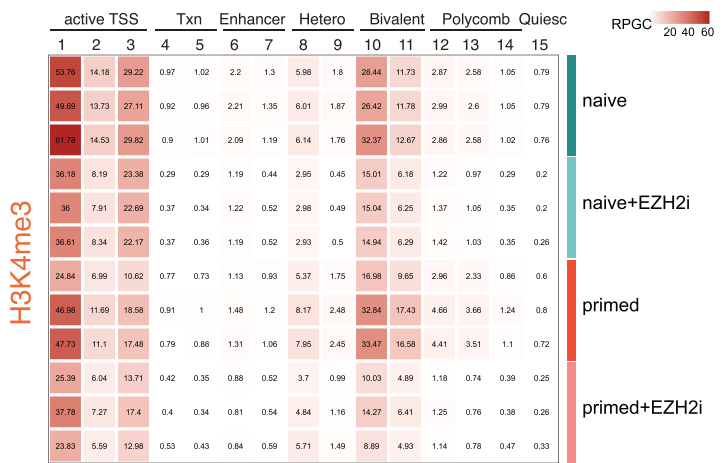 active TSS Txn Enhancer Hetero Bivalent Polycomb Quiesc
RPGC
20 40 60
1 2 3 4 5 6 7 8 9 10 11 12 13 14 15
53.76 14.18 29.22 0.97 1.02 2.2 1.3 5.98 1.8 28.44 11.73 2.87 2.58 1.05 0.79
49.69 13.73 27.11 0.92 0.96 2.21 1.35 6.01 1.87 26.42 11.78 2.99 2.6 1.05 0.79
naive
61.78 14.53 29.82 0.9 1.01 2.09 1.19 6.14 1.76 32.37 12.67 2.86 2.58 1.02 0.76
36.18 8.19 23.38 0.29 0.29 1.19 0.44 2.95 0.45 15.01 6.18 1.22 0.97 0.29 0.2
36 7.91 22.69 0.37 0.34 1.22 0.52 2.98 0.49 15.04 6.25 1.37 1.05 0.35 0.2
naive+EZH2i
36.61 8.34 22.17 0.37 0.36 1.19 0.52 2.93 0.5 14.94 6.29 1.42 1.03 0.35 0.26
H3K4me3
24.84 6.99 10.62 0.77 0.73 1.13 0.93 5.37 1.75 16.98 9.65 2.96 2.33 0.86 0.6
46.98 11.69 18.58 0.91 1 1.48 1.2 8.17 2.48 32.84 17.43 4.66 3.66 1.24 0.8
primed
47.73 11.1 17.48 0.79 0.88 1.31 1.06 7.95 2.45 33.47 16.58 4.41 3.51 1.1 0.72
25.39 6.04 13.71 0.42 0.35 0.88 0.52 3.7 0.99 10.03 4.89 1.18 0.74 0.39 0.25
37.78 7.27 17.4 0.4 0.34 0.81 0.54 4.84 1.16 14.27 6.41 1.25 0.76 0.38 0.26
primed+EZH2i
23.83 5.59 12.98 0.53 0.43 0.84 0.59 5.71 1.49 8.89 4.93 1.14 0.78 0.47 0.33